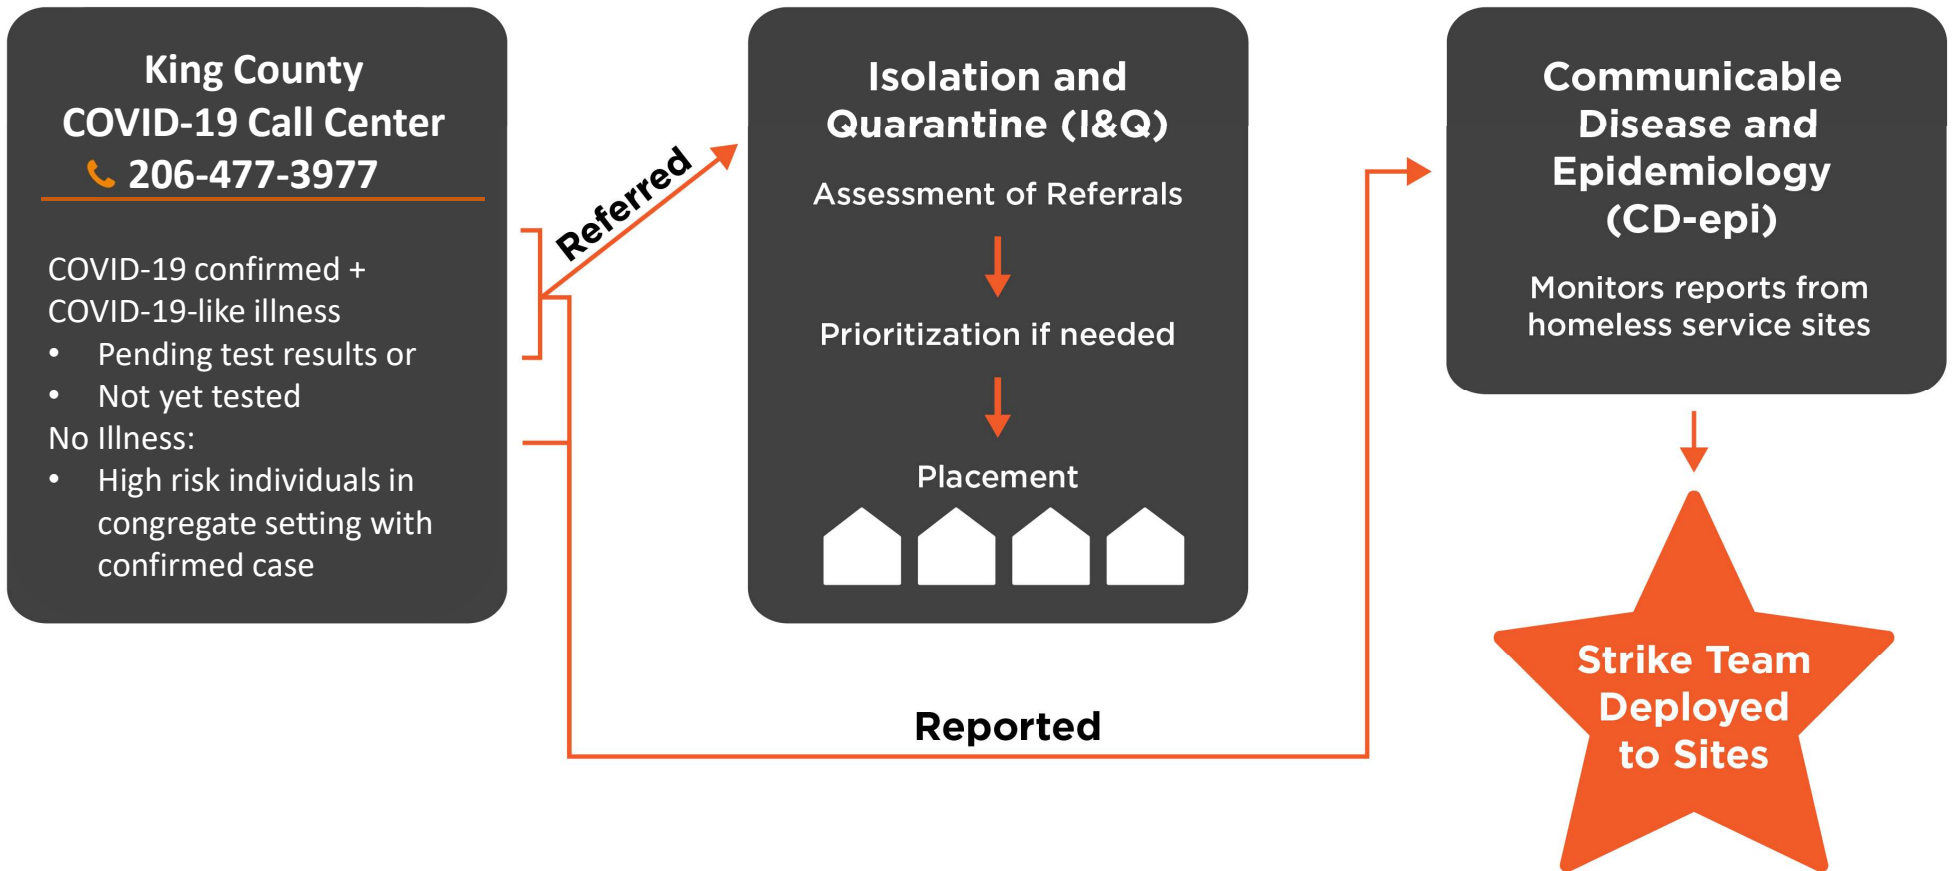 King County
COVID-19 Call Center
206-477-3977
COVID-19 confirmed +
COVID-19-like illness
• Pending test results or
• Not yet tested
No Illness:
• High risk individuals in
congregate setting with
confirmed case
Referred
Isolation and
Quarantine (I&Q)
Assessment of Referrals
Prioritization if needed
Placement
Reported
Communicable
Disease and
Epidemiology
(CD-epi)
Monitors reports from
homeless service sites
Strike Team
Deployed
to Sites